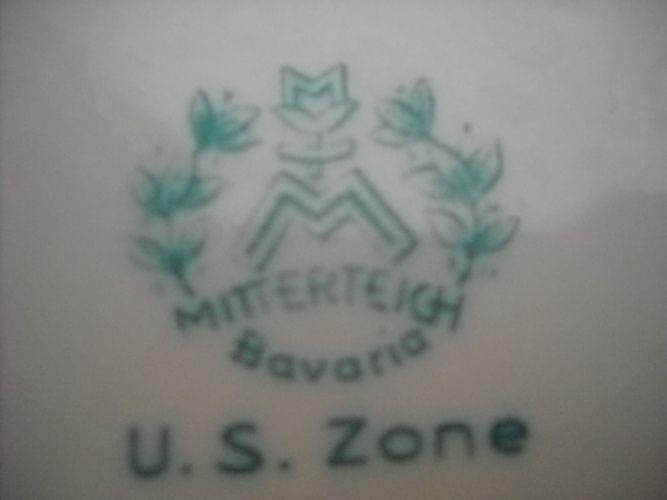 M
M
MITTERTEICH
Bavaria
U. S. Zone